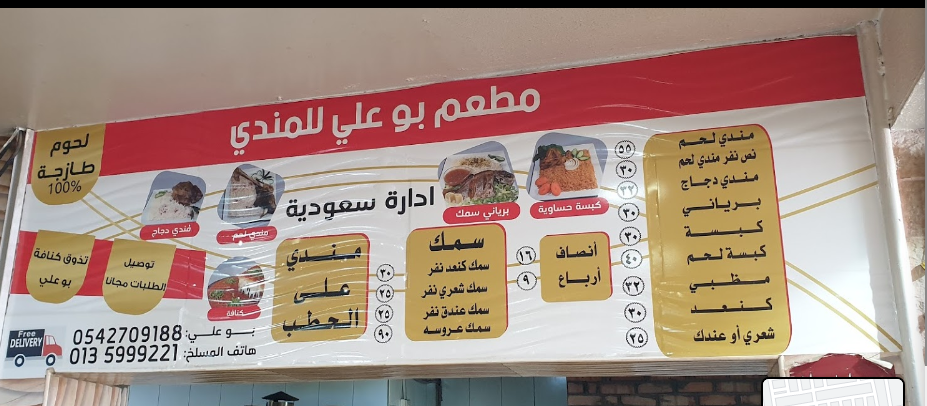 مطعم بو علي للمندي
لحوم
طازجة
100%
ادارة سعودية
مندي لحم
نص نفر مندي لحم
مندي دجاج
برياني
كبسة
كبسة لحم
مظبي
كنعد
شعري أو عندك
٥٥
٣٠
٣٢
٣٠
٣٠
٤٠
٣٢
٣٠
٢٥
كبسة حساوية
برياني سمك
مندي لحم
فندي دجاج
كنافة
أنصاف
أرباع
١٦
٩
سمك
سمك كنعد نفر
سمك شعري نفر
سمك عندق نفر
سمك عروسه
٣٠
٢٥
٢٥
٩٠
مندي
على
الحطب
توصيل
الطلبات مجانا
تذوق كنافة
بو علي
Free
DELIVERY
بو علي: 0542709188
هاتف المسلخ: 013 5999221